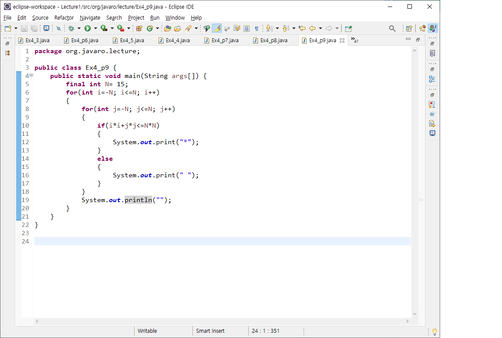 eclipse-workspace - Lecture1/src/org/javaro/lecture/Ex4_p9.java - Eclipse IDE
File Edit Source Refactor Navigate Search Project Run Window Help
Ex4_3.java Ex4_p6.java Ex4_5.java Ex4_4.java Ex4_p7.java Ex4_p8.java Ex4_p9.java
1 package org.javaro.lecture;
2
3 public class Ex4_p9 {
4 public static void main(String args[]) {
5 final int N= 15;
6 for(int i=-N; i<=N; i++)
7 {
8 for(int j=-N; j<=N; j++)
9 {
10 if(i*i+j*j<=N*N)
11 {
12 System.out.print("*");
13 }
14 else
15 {
16 System.out.print(" ");
17 }
18 }
19 System.out.println("");
20 }
21 }
22 }
23
24
Writable Smart Insert 24 : 1 : 351